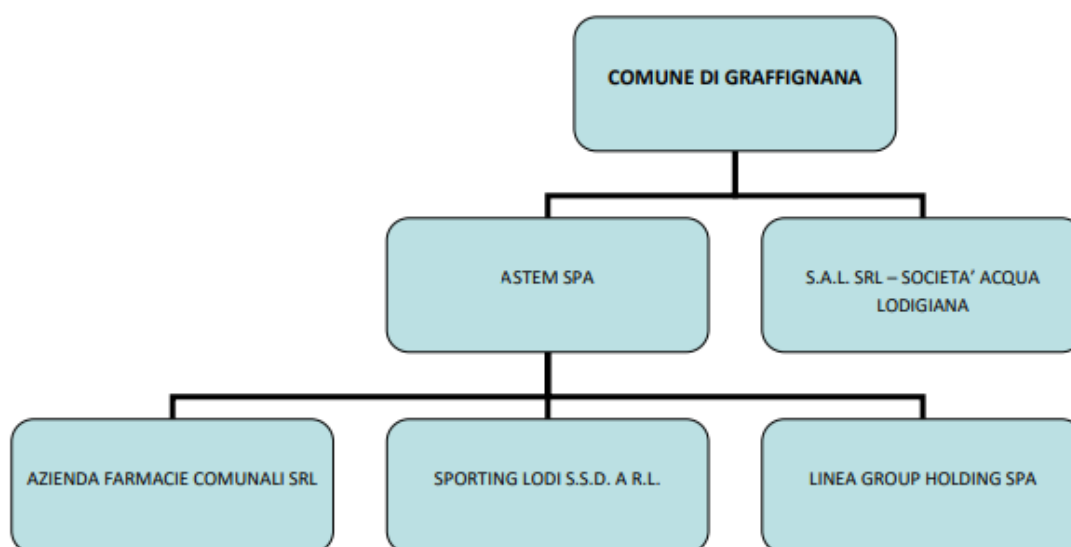 COMUNE DI GRAFFIGNANA
ASTEM SPA
S.A.L. SRL – SOCIETA’ ACQUA
LODIGIANA
AZIENDA FARMACIE COMUNALI SRL
SPORTING LODI S.S.D. A R.L.
LINEA GROUP HOLDING SPA